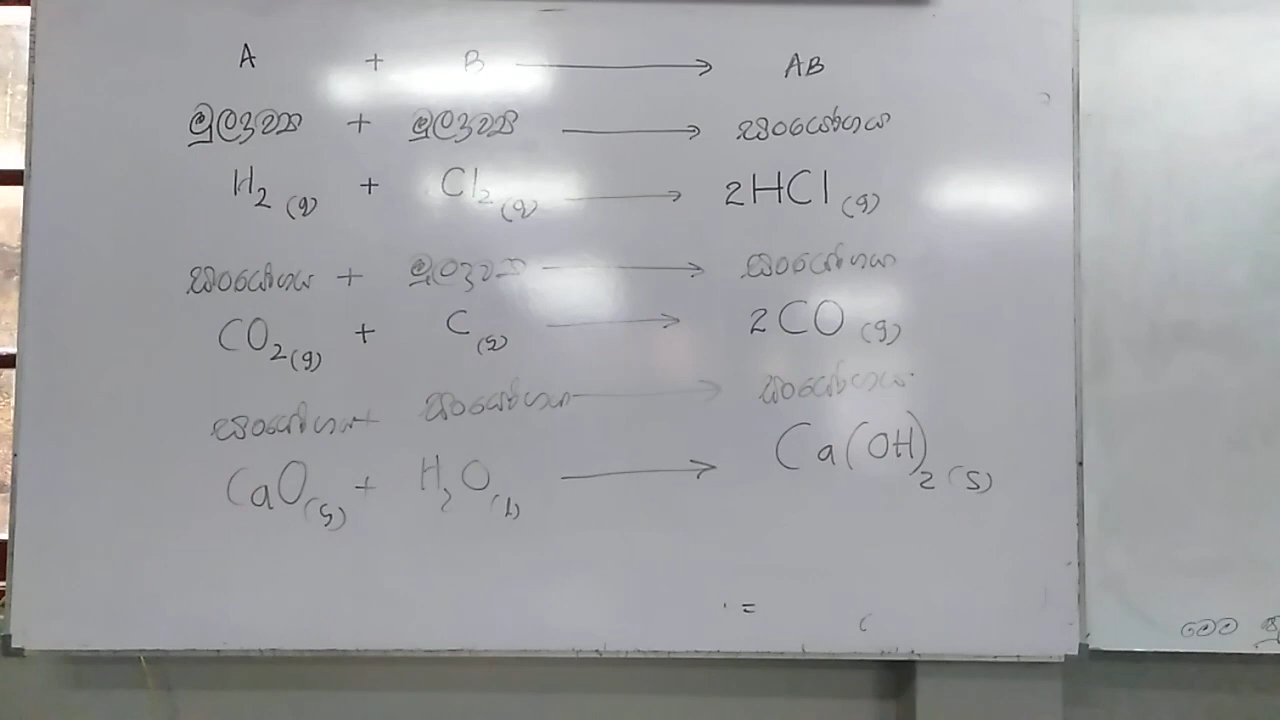 A + B → AB
මූලද්‍රව්‍ය + මූලද්‍රව්‍ය → සංයෝගය
H₂ (g) + Cl₂ (g) → 2HCl (g)
සංයෝගය + මූලද්‍රව්‍ය → සංයෝගය
CO₂ (g) + C (g) → 2CO (g)
සංයෝගය + සංයෝගය → සංයෝගය
CaO (s) + H₂O (l) → Ca(OH)₂ (s)
=